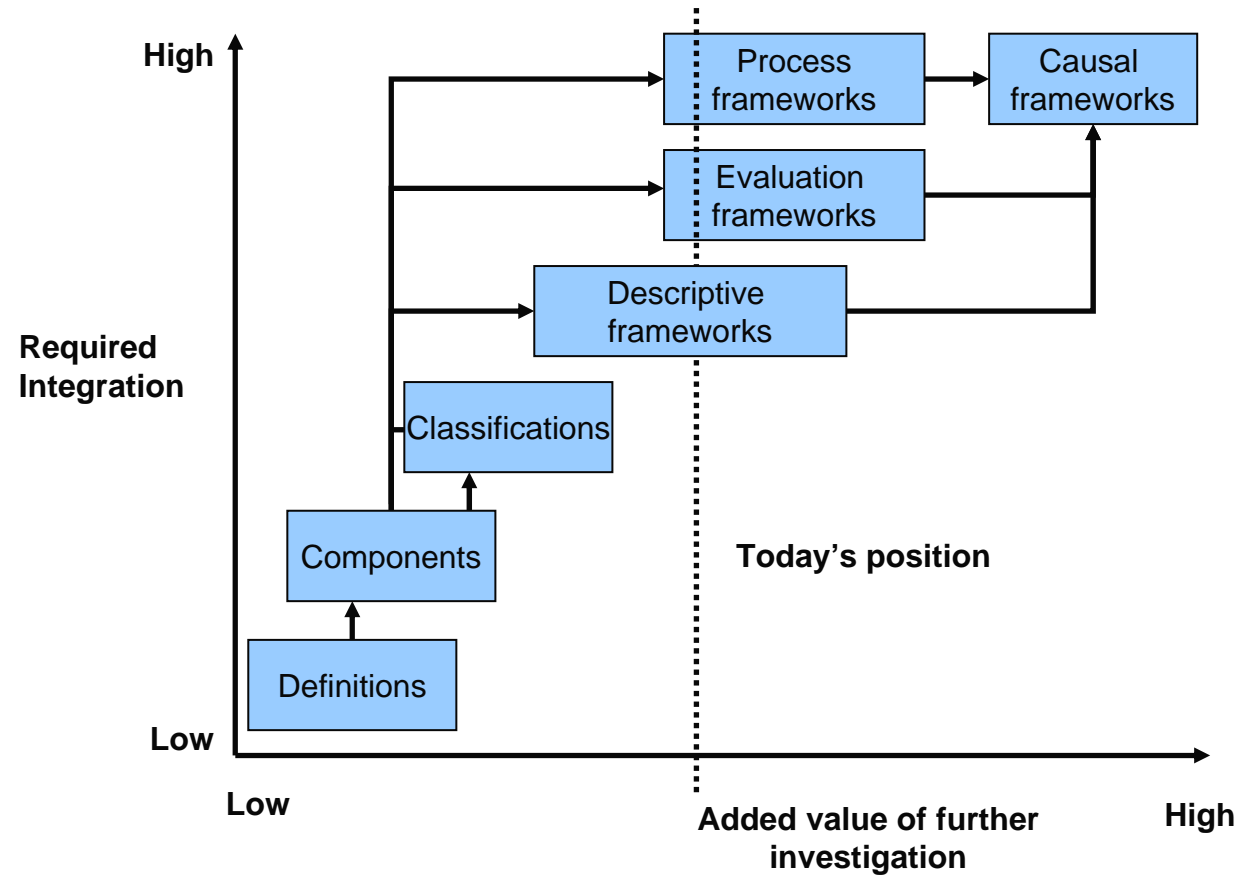 High
Process
frameworks
Causal
frameworks
Evaluation
frameworks
Descriptive
frameworks
Required
Integration
Classifications
Components
Today’s position
Definitions
Low
Low
Added value of further
investigation
High